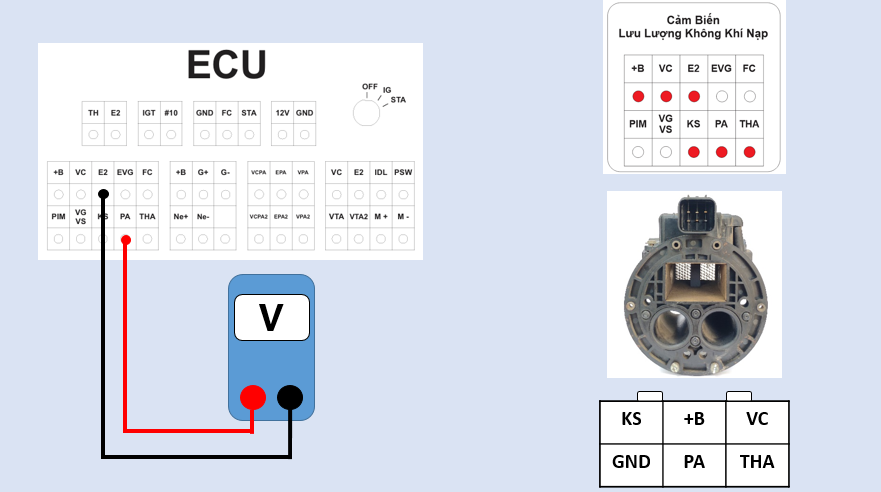 ECU
OFF IG
STA
TH E2 IGT #10 GND FC STA 12V GND
+B VC E2 EVG FC +B G+ G- VCPA EPA VPA VC E2 IDL PSW
PIM VG VS KS PA THA Ne+ Ne- VCPA2 EPA2 VPA2 VTA VTA2 M + M -
V
Cảm Biến
Lưu Lượng Không Khí Nạp
+B VC E2 EVG FC
PIM VG VS KS PA THA
KS +B VC
GND PA THA